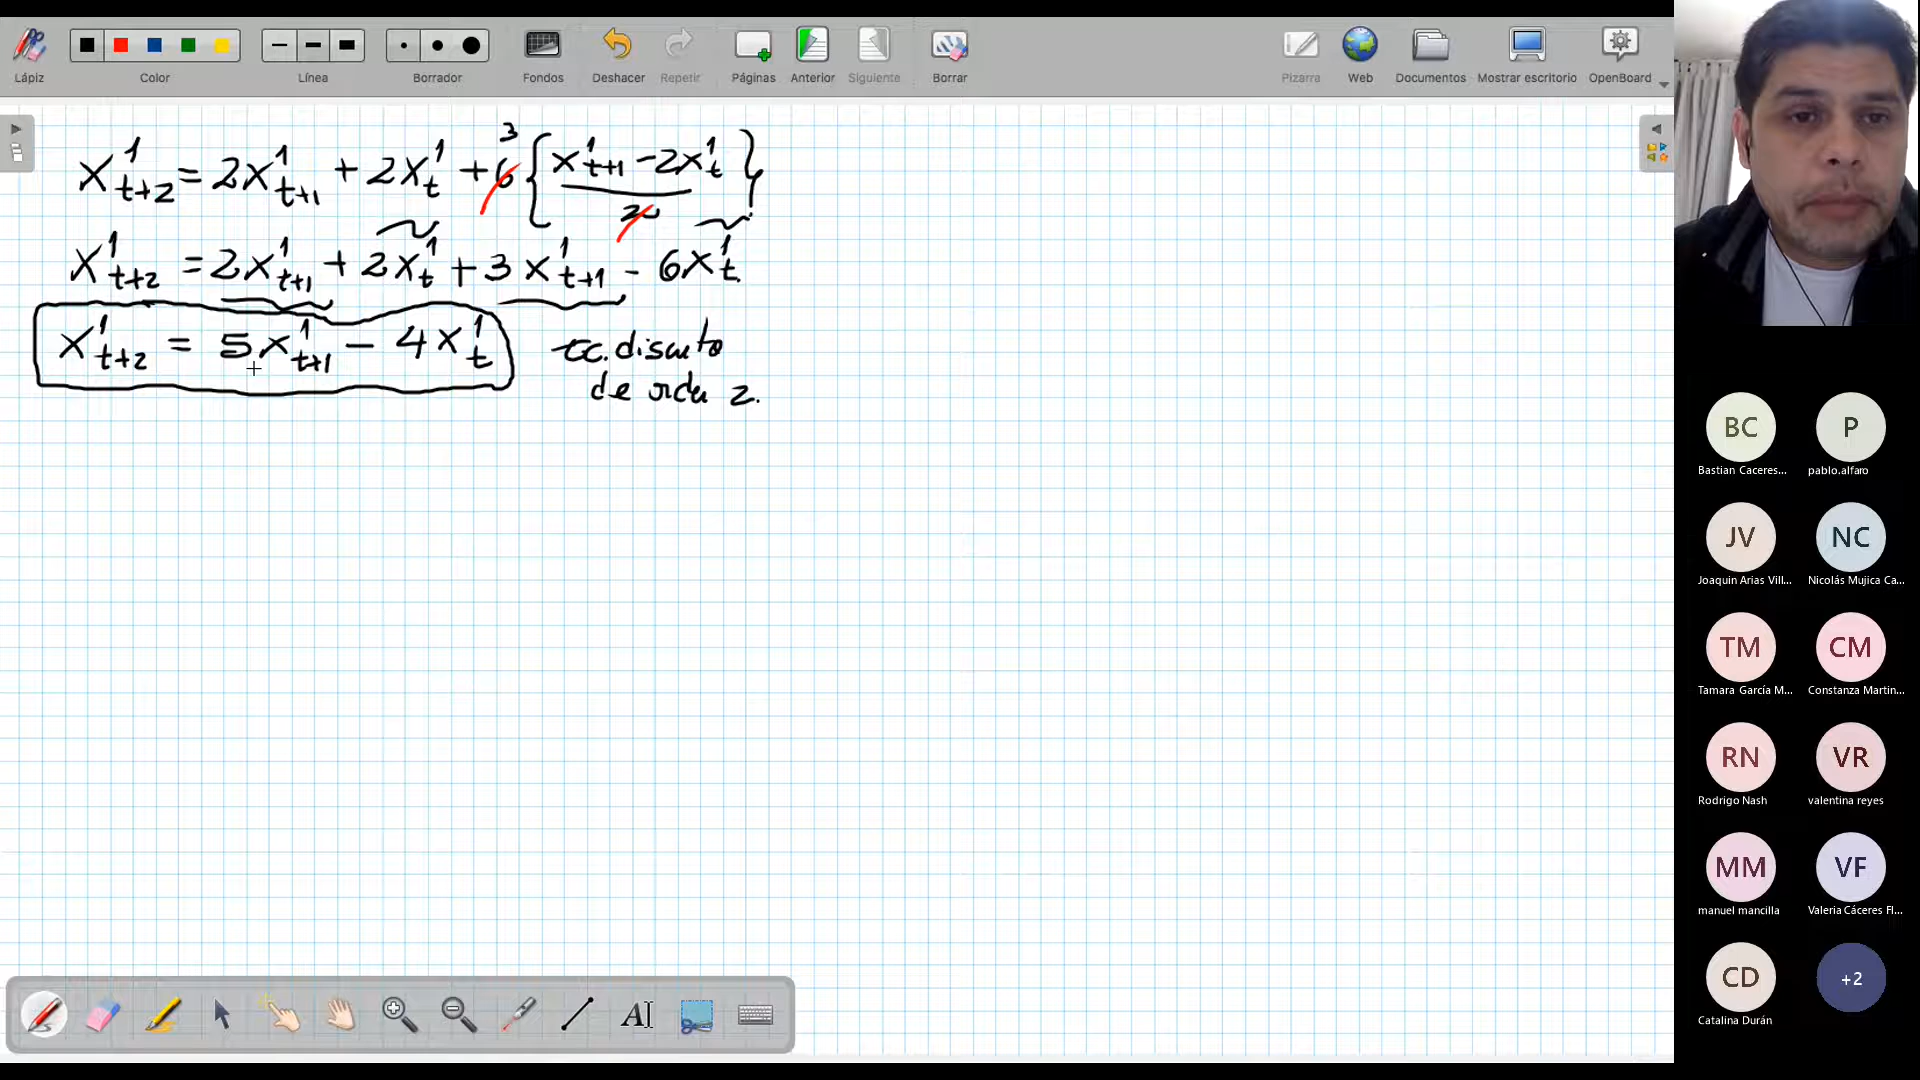 Lápiz Color Línea Borrador Fondos Deshacer Repetir Páginas Anterior Siguiente Borrar Pizarra Web Documentos Mostrar escritorio OpenBoard
x¹ₜ₊₂ = 2x¹ₜ₊₁ + 2x¹ₜ + 6 3 { (x¹ₜ₊₁ - 2x¹ₜ) / 2 }
x¹ₜ₊₂ = 2x¹ₜ₊₁ + 2x¹ₜ + 3x¹ₜ₊₁ - 6x¹ₜ.
x¹ₜ₊₂ = 5x¹ₜ₊₁ - 4x¹ₜ
de 2.
BC P
Bastian Caceres... pablo.alfaro
JV NC
Joaquin Arias Vill... Nicolás Mujica Ca...
TM CM
Tamara García M... Constanza Martin...
RN VR
Rodrigo Nash valentina reyes
MM VF
manuel mancilla Valeria Cáceres Fl...
CD +2
Catalina Durán